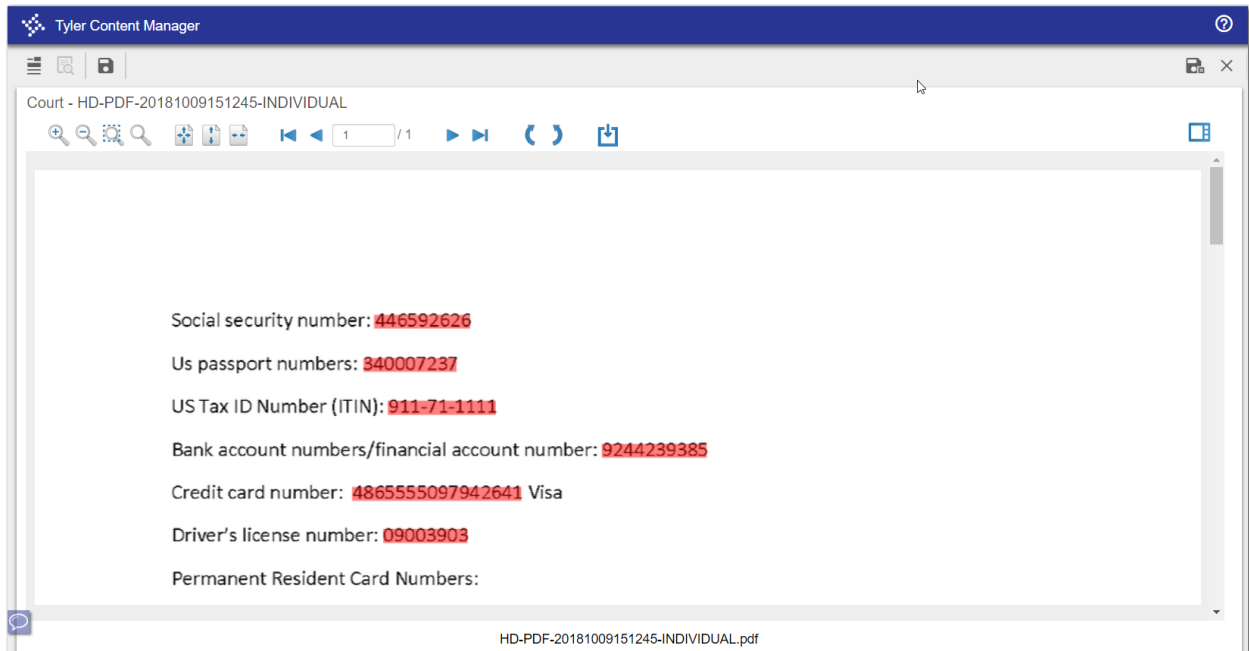 Tyler Content Manager
Court - HD-PDF-20181009151245-INDIVIDUAL
1 / 1
Social security number: 446592626
Us passport numbers: 340007237
US Tax ID Number (ITIN): 911-71-1111
Bank account numbers/financial account number: 9244239385
Credit card number: 4865555097942641 Visa
Driver's license number: 09003903
Permanent Resident Card Numbers:
HD-PDF-20181009151245-INDIVIDUAL.pdf